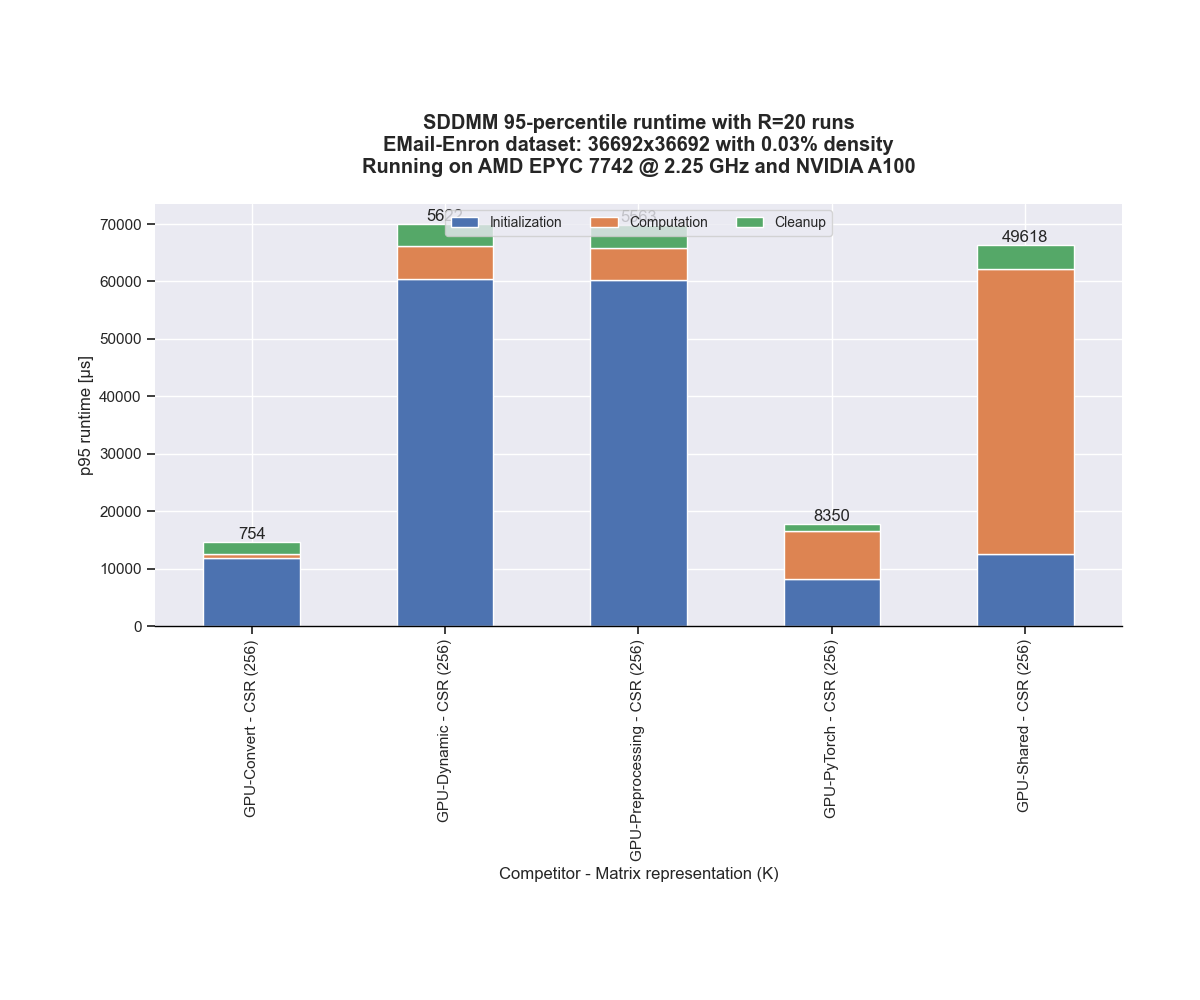 SDDMM 95-percentile runtime with R=20 runs
EMail-Enron dataset: 36692x36692 with 0.03% density
Running on AMD EPYC 7742 @ 2.25 GHz and NVIDIA A100
5622
5563
Initialization
Computation
Cleanup
49618
754
8350
70000
60000
50000
40000
30000
20000
10000
0
p95 runtime [μs]
GPU-Convert - CSR (256)
GPU-Dynamic - CSR (256)
GPU-Preprocessing - CSR (256)
GPU-PyTorch - CSR (256)
GPU-Shared - CSR (256)
Competitor - Matrix representation (K)